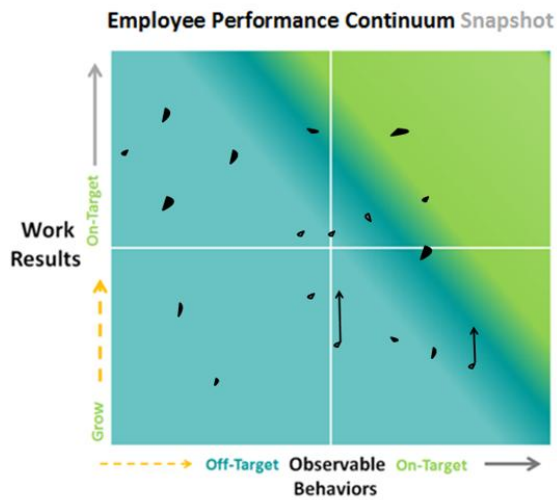 Employee Performance Continuum Snapshot
On-Target
Work
Results
Grow
Off-Target Observable On-Target
Behaviors